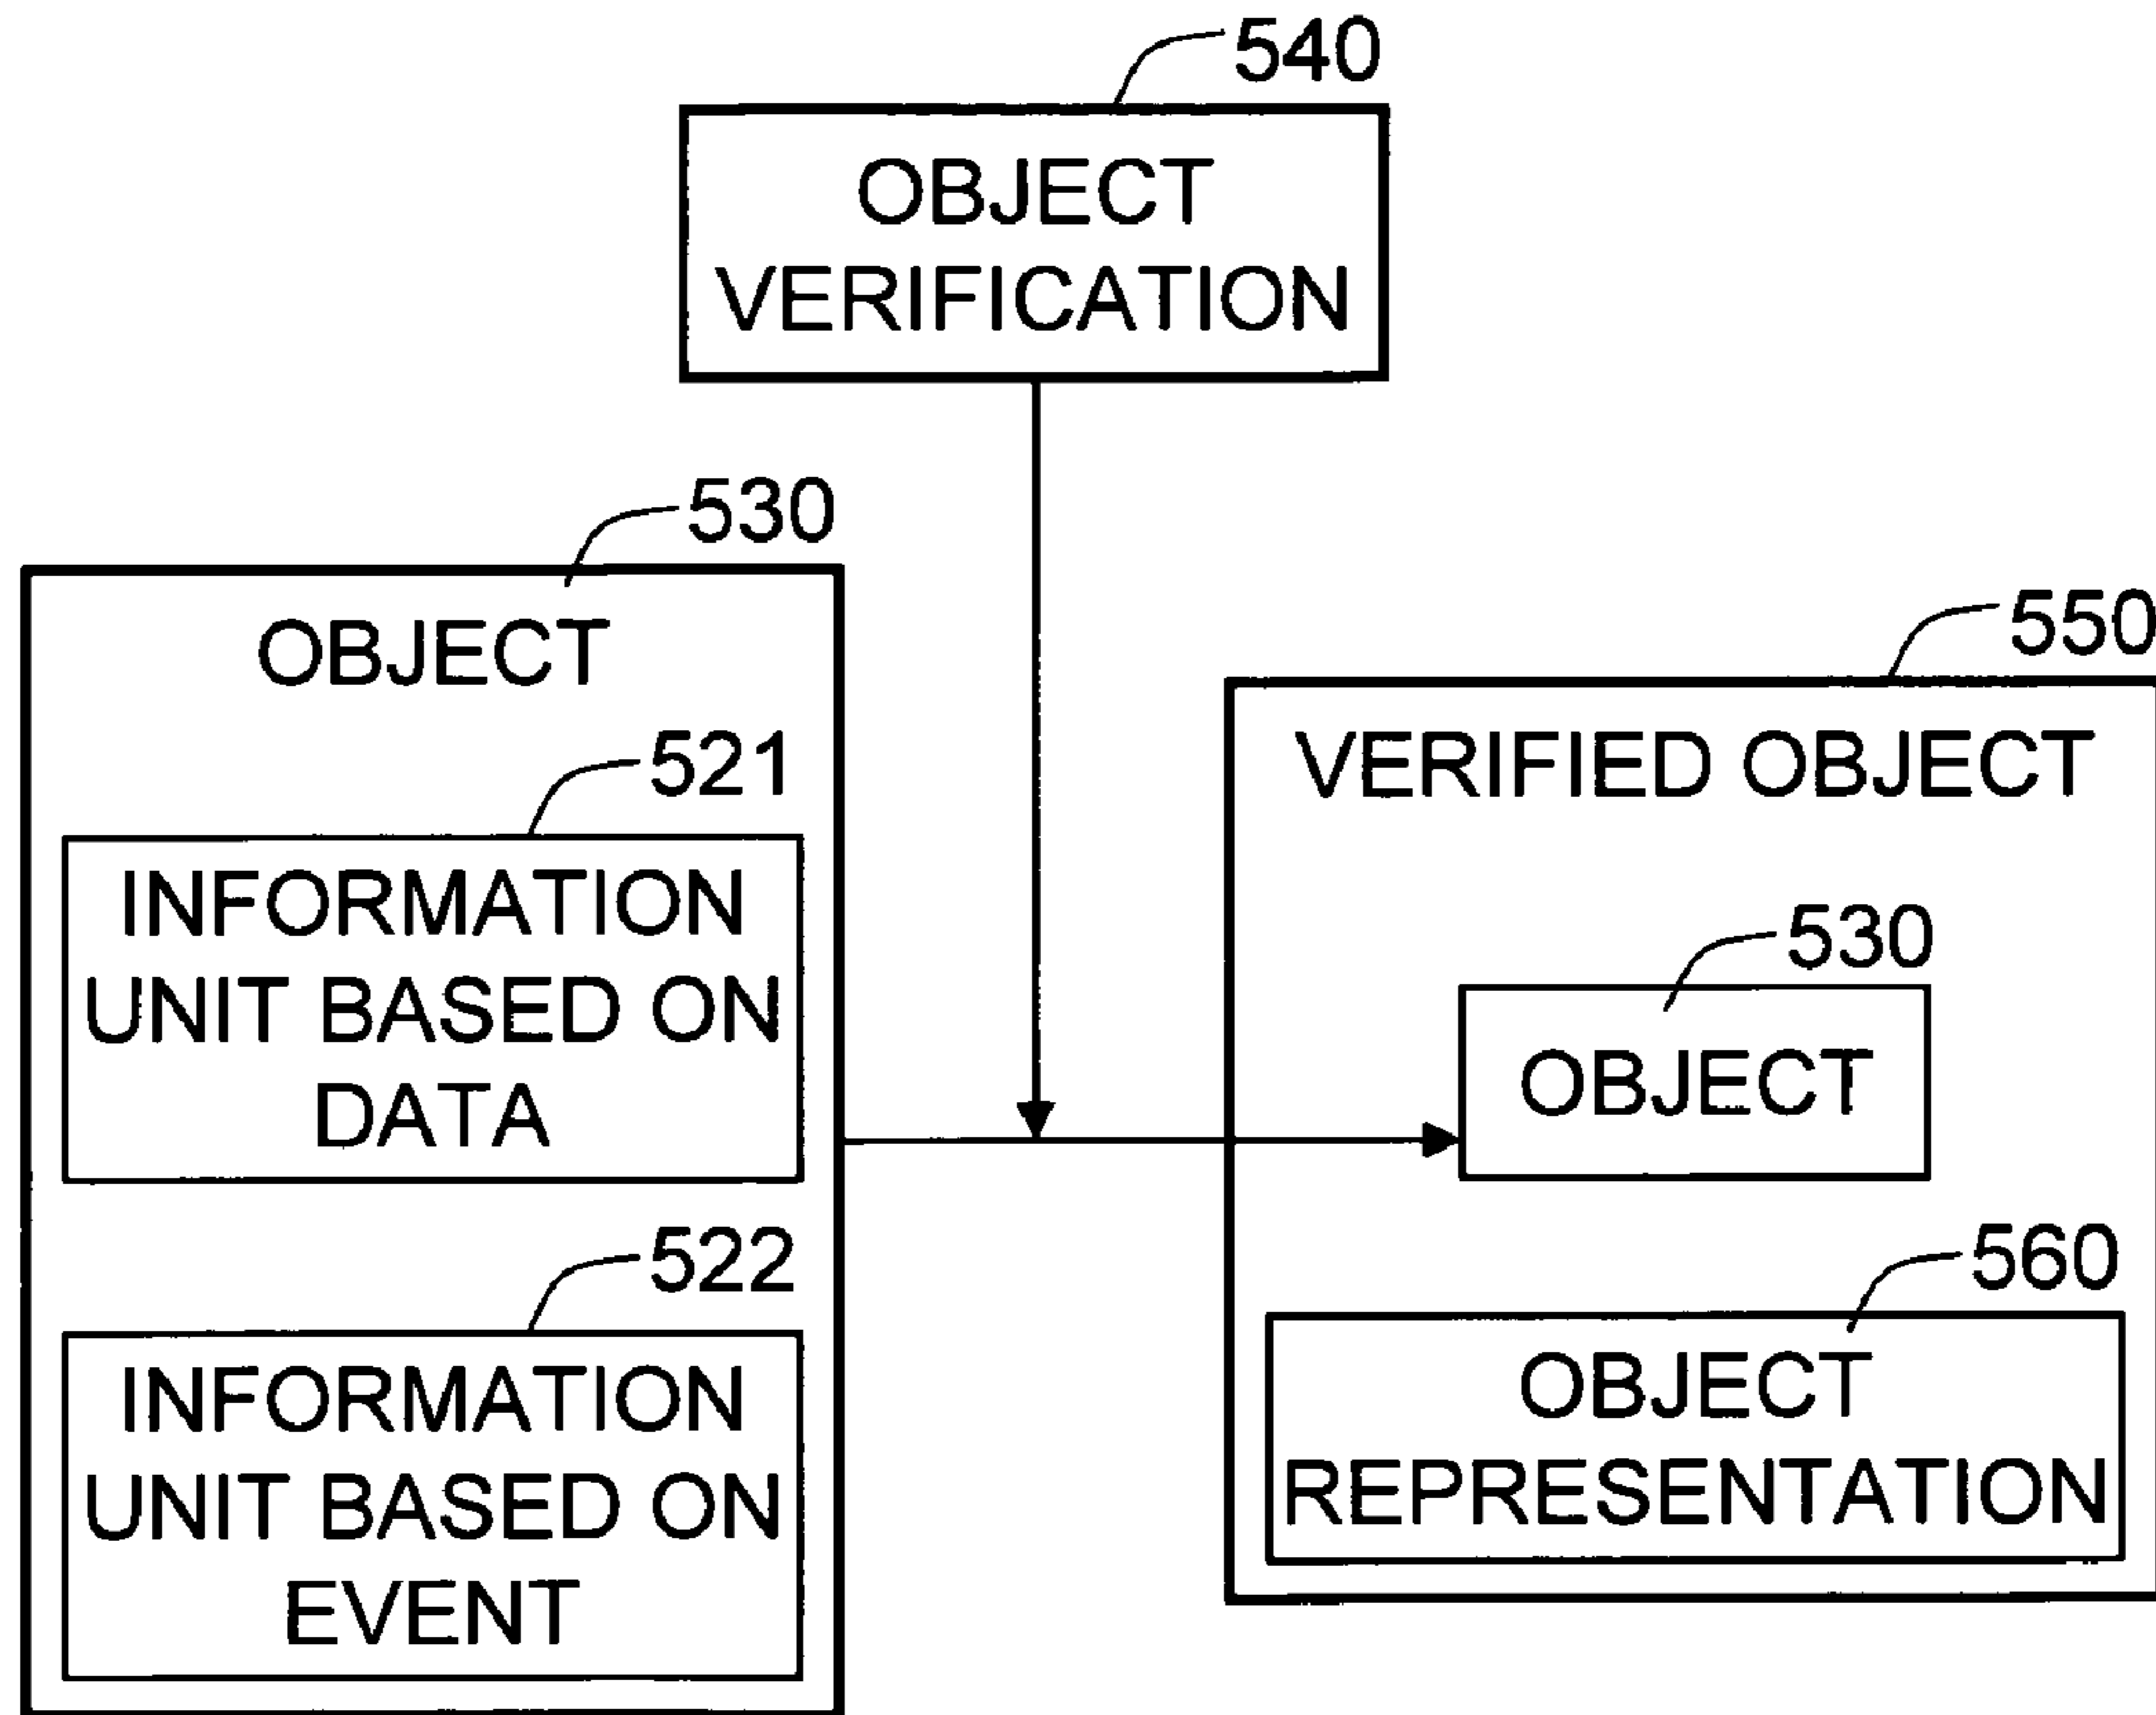 540
OBJECT
VERIFICATION
530
OBJECT
521
INFORMATION
UNIT BASED ON
DATA
522
INFORMATION
UNIT BASED ON
EVENT
550
VERIFIED OBJECT
530
OBJECT
560
OBJECT
REPRESENTATION